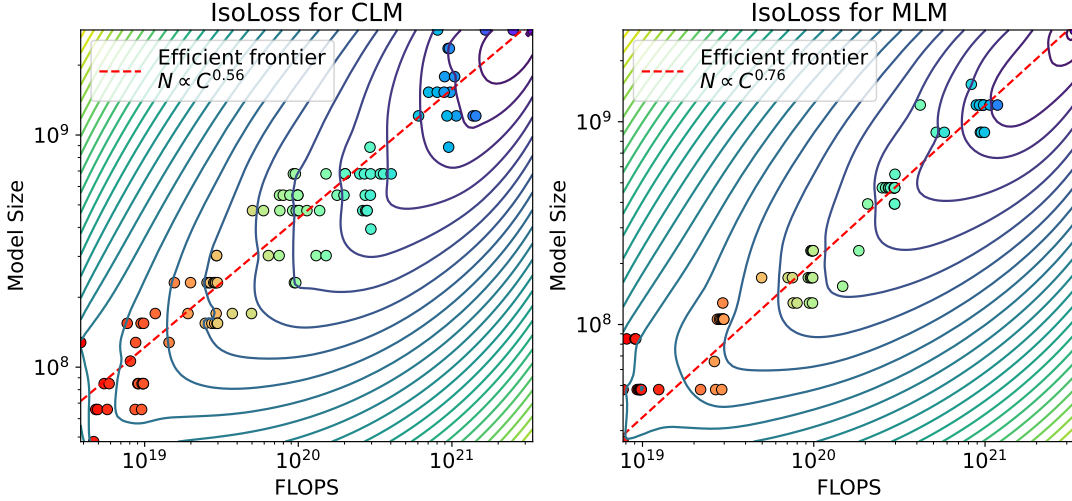 IsoLoss for CLM
Efficient frontier
N ∝ C^0.56
10^9
10^8
Model Size
10^19
10^20
10^21
FLOPS
IsoLoss for MLM
Efficient frontier
N ∝ C^0.76
10^9
10^8
Model Size
10^19
10^20
10^21
FLOPS